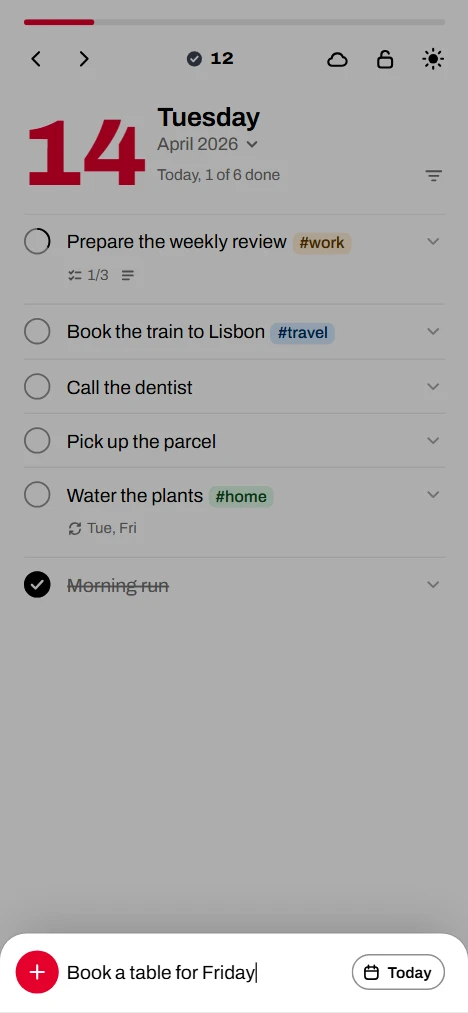 12
14
Tuesday
April 2026
Today, 1 of 6 done
Prepare the weekly review #work
1/3
Book the train to Lisbon #travel
Call the dentist
Pick up the parcel
Water the plants #home
Tue, Fri
Morning run
Book a table for Friday
Today